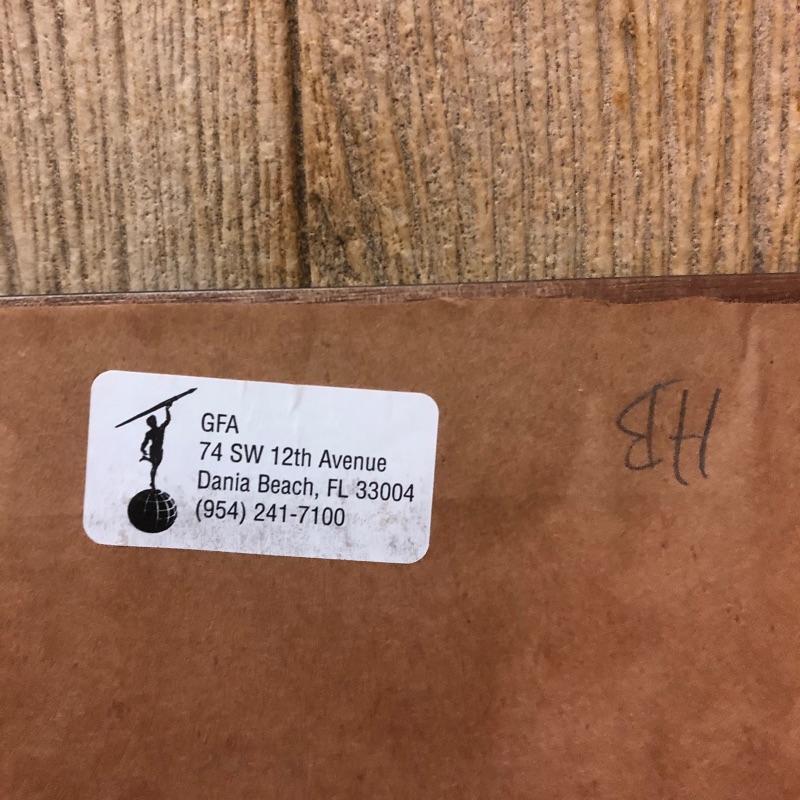 GFA
74 SW 12th Avenue
Dania Beach, FL 33004
(954) 241-7100
HB